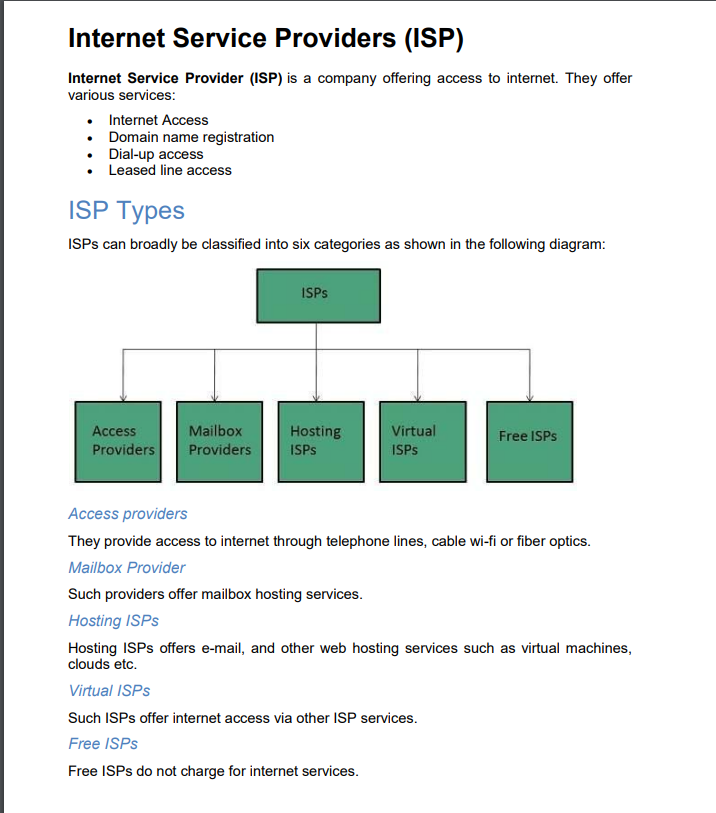 Internet Service Providers (ISP)
Internet Service Provider (ISP) is a company offering access to internet. They offer
various services:
• Internet Access
• Domain name registration
• Dial-up access
• Leased line access
ISP Types
ISPs can broadly be classified into six categories as shown in the following diagram:
ISPs
Access
Providers
Mailbox
Providers
Hosting
ISPs
Virtual
ISPs
Free ISPs
Access providers
They provide access to internet through telephone lines, cable wi-fi or fiber optics.
Mailbox Provider
Such providers offer mailbox hosting services.
Hosting ISPs
Hosting ISPs offers e-mail, and other web hosting services such as virtual machines,
clouds etc.
Virtual ISPs
Such ISPs offer internet access via other ISP services.
Free ISPs
Free ISPs do not charge for internet services.